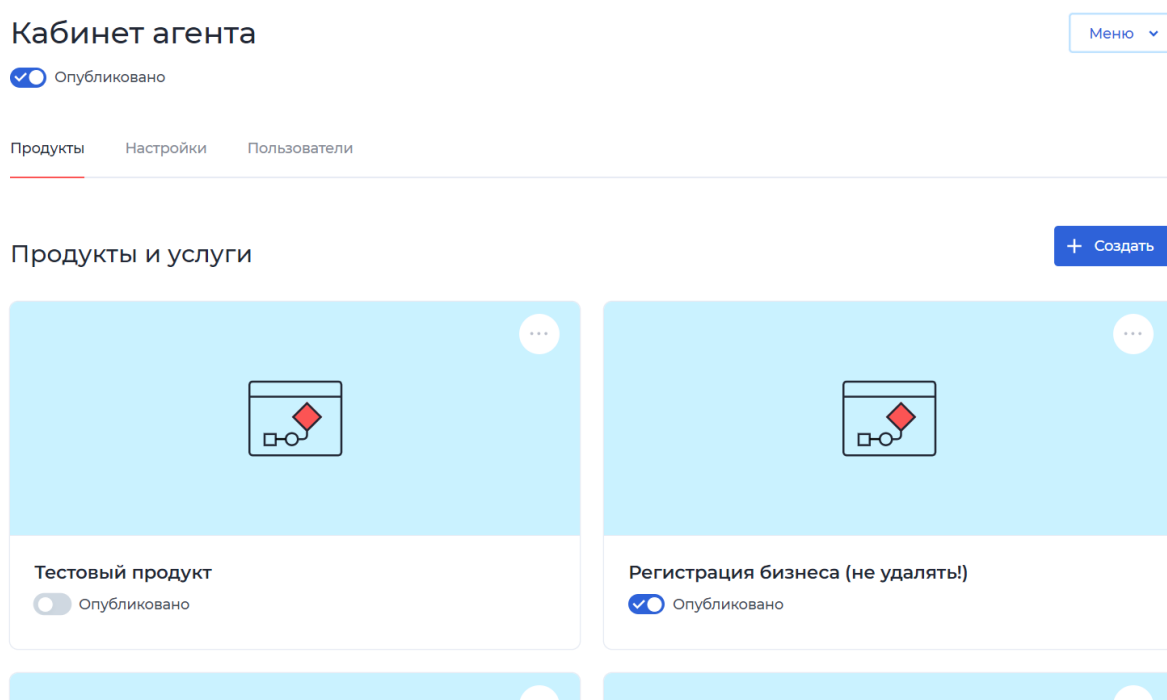 Кабинет агента
Меню
Опубликовано
Продукты Настройки Пользователи
Продукты и услуги
Создать
Тестовый продукт
Опубликовано
Регистрация бизнеса (не удалять!)
Опубликовано